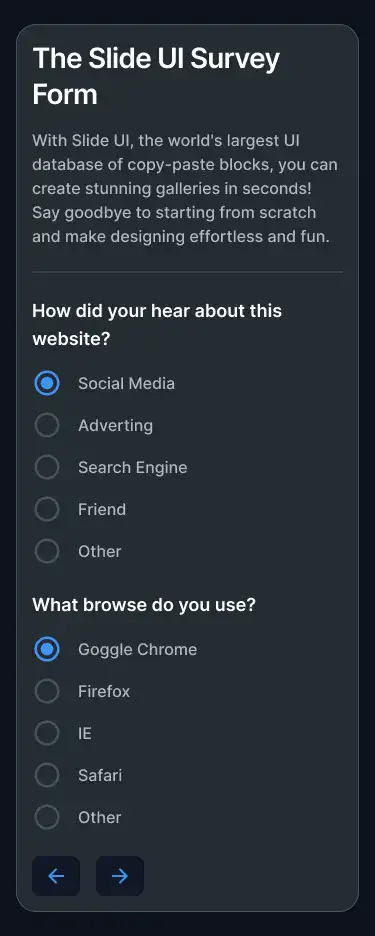 The Slide UI Survey
Form
With Slide UI, the world's largest UI
database of copy-paste blocks, you can
create stunning galleries in seconds!
Say goodbye to starting from scratch
and make designing effortless and fun.
How did your hear about this
website?
Social Media
Adverting
Search Engine
Friend
Other
What browse do you use?
Goggle Chrome
Firefox
IE
Safari
Other